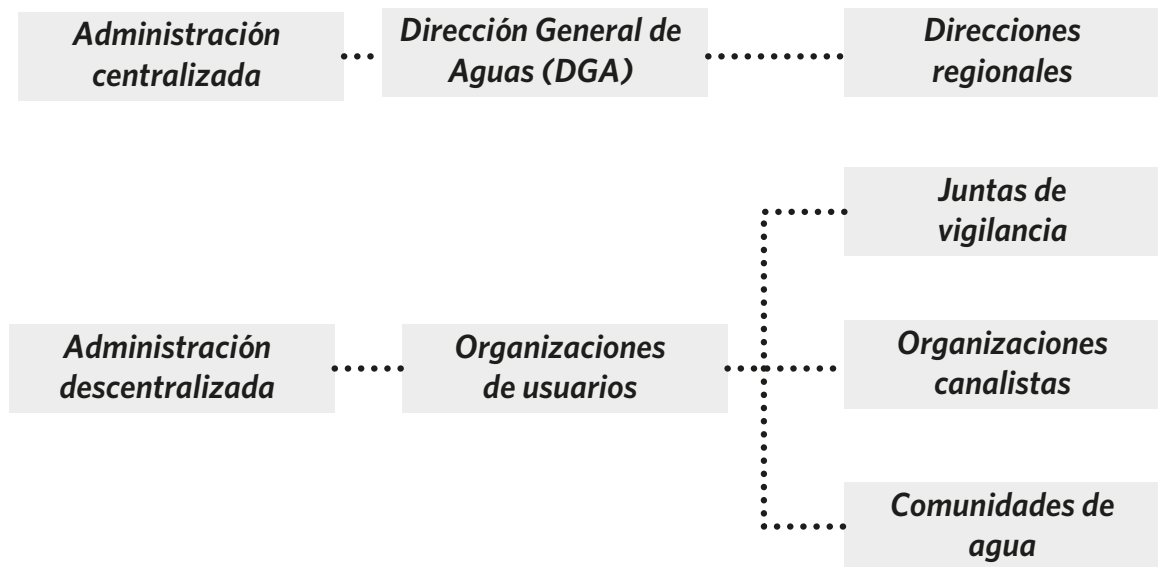 Administración
centralizada
Dirección General de
Aguas (DGA)
Direcciones
regionales
Juntas de
vigilancia
Administración
descentralizada
Organizaciones
de usuarios
Organizaciones
canalistas
Comunidades de
agua